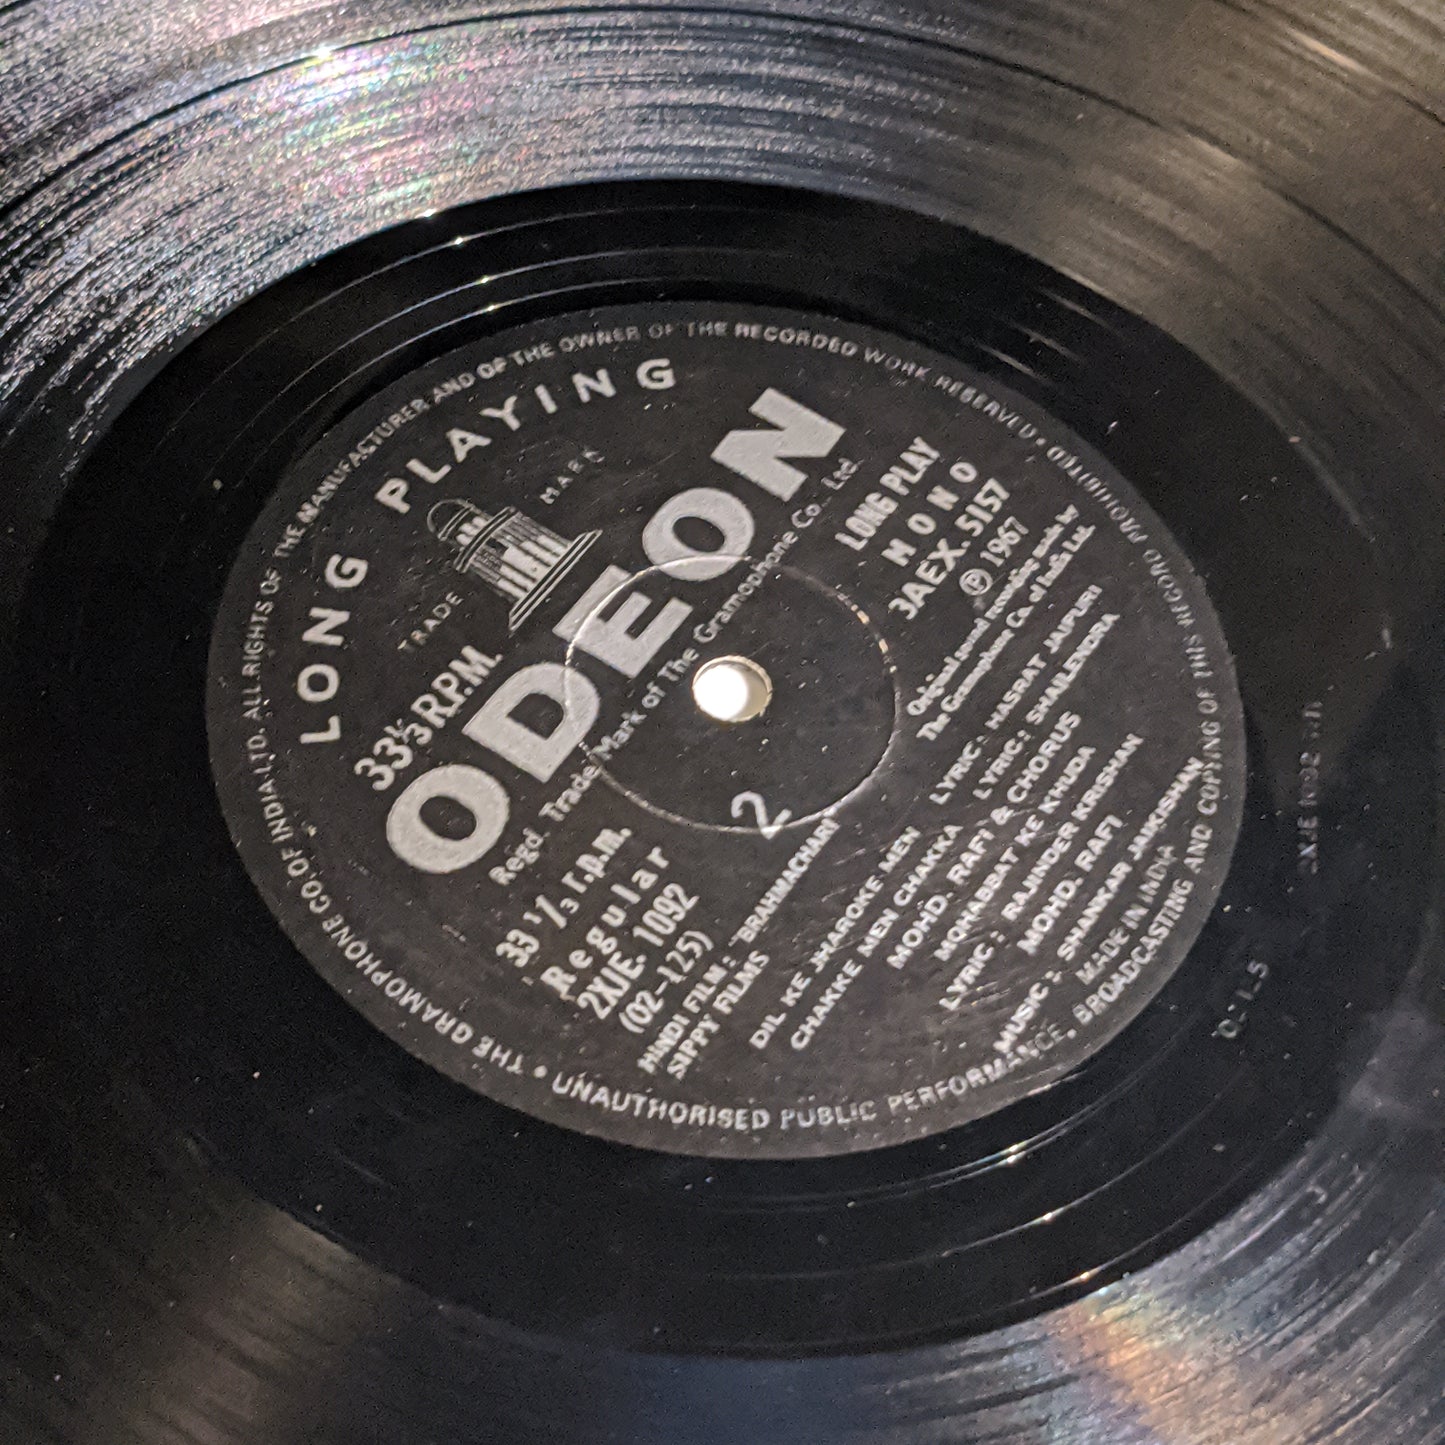 THE GRAMOPHONE CO. OF INDIA LTD. ALL RIGHTS OF THE MANUFACTURER AND OF THE OWNER OF THE RECORDED WORK RESERVED • UNAUTHORISED PUBLIC PERFORMANCE, BROADCASTING AND COPYING OF THIS RECORD PROHIBITED •
LONG PLAYING
TRADE MARK
33⅓ R.P.M.
ODEON
Regd. Trade Mark of The Gramophone Co., Ltd.
33 1/3 r.p.m.
Regular
2XJE. 1092
(02-1,25)
2
LONG PLAY
MONO
3AEX. 5157
Ⓟ 1967
Original sound recording made by
The Gramophone Co. of India Ltd.
HINDI FILM : "BRAHMACHARI"
SIPPY FILMS
DIL KE JHAROKE MEN LYRIC: HASRAT JAIPURI
CHAKKE MEN CHAKKA LYRIC: SHAILENDRA
MOHD. RAFI & CHORUS
MOHABBAT KE KHUDA
LYRIC : RAJINDER KRISHAN
MOHD. RAFI
MUSIC : SHANKAR JAIKISHAN
MADE IN INDIA